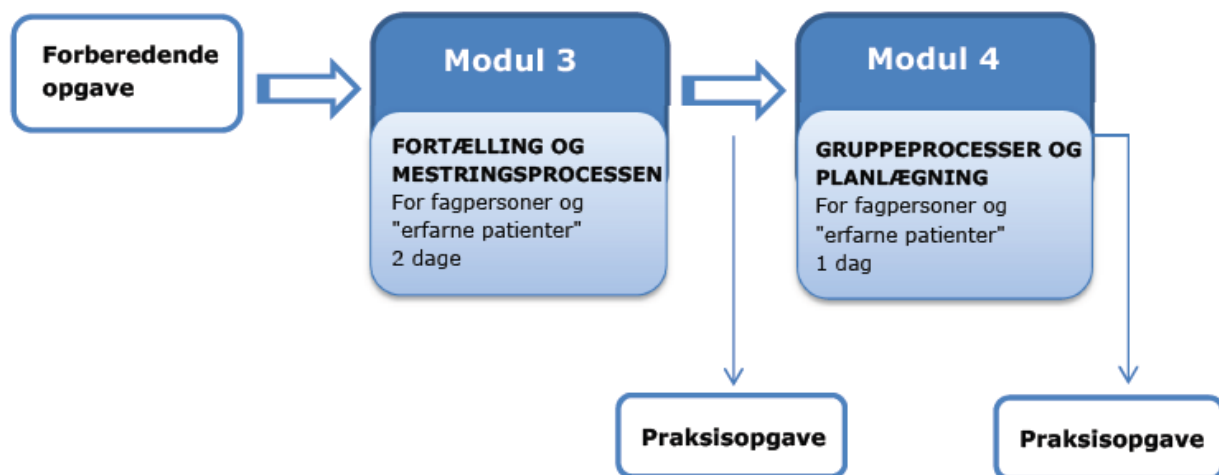 Forberedende
opgave
Modul 3
FORTÆLLING OG
MESTRINGSPROCESSEN
For fagpersoner og
"erfarne patienter"
2 dage
Modul 4
GRUPPEPROCESSER OG
PLANLÆGNING
For fagpersoner og
"erfarne patienter"
1 dag
Praksisopgave
Praksisopgave